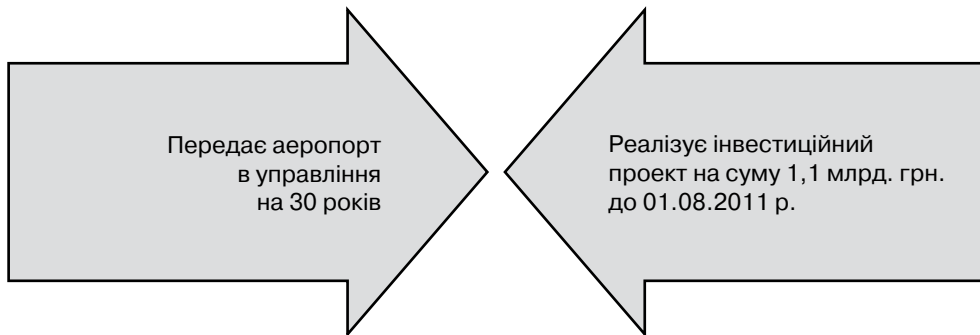 Передає аеропорт
в управління
на 30 років
Реалізує інвестиційний
проект на суму 1,1 млрд. грн.
до 01.08.2011 р.